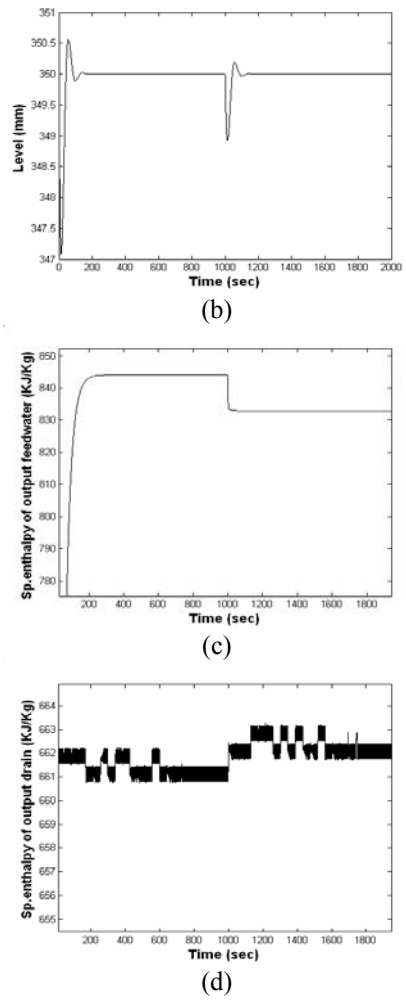 350.5
350
349.5
349
348.5
348
347.5
347
Level (mm)
0 200 400 600 800 1000 1200 1400 1600 1800 2000
Time (sec)
(b)
850
840
830
820
810
800
790
780
Sp.enthalpy of output feedwater (KJ/Kg)
200 400 600 800 1000 1200 1400 1600 1800
Time (sec)
(c)
664
663
662
661
660
659
658
657
656
655
Sp.enthalpy of output drain (KJ/Kg)
200 400 600 800 1000 1200 1400 1600 1800
Time (sec)
(d)